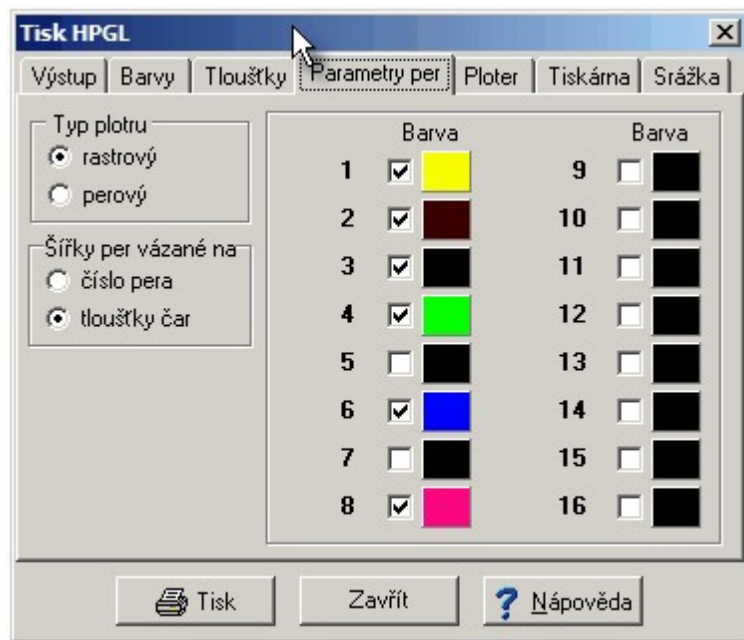 Tisk HPGL
Výstup Barvy Tloušťky Parametry per Ploter Tiskárna Srážka
Typ plotru
rastrový
perový
Šířky per vázané na
číslo pera
tloušťky čar
Barva Barva
1 9
2 10
3 11
4 12
5 13
6 14
7 15
8 16
Tisk Zavřít ? Nápověda